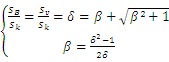 { s_B/s_k = s_y/s_k = δ = β + √(β² + 1)
β = (δ² − 1)/(2δ)